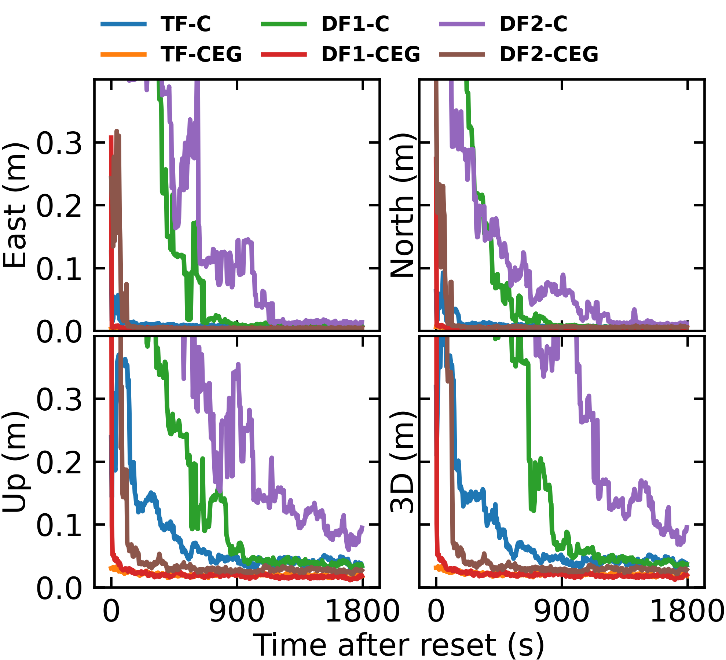 TF-C DF1-C DF2-C
TF-CEG DF1-CEG DF2-CEG
East (m)
0.3
0.2
0.1
0.0
North (m)
Up (m)
0.3
0.2
0.1
0.0
3D (m)
0 900 1800 0 900 1800
Time after reset (s)